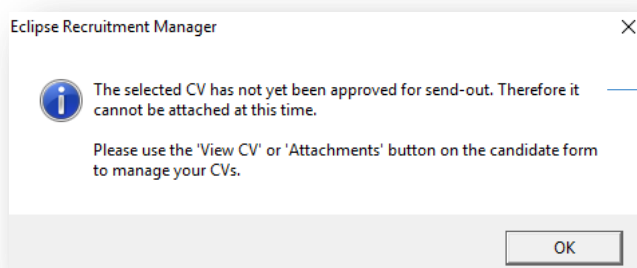 Eclipse Recruitment Manager
The selected CV has not yet been approved for send-out. Therefore it
cannot be attached at this time.
Please use the 'View CV' or 'Attachments' button on the candidate form
to manage your CVs.
OK